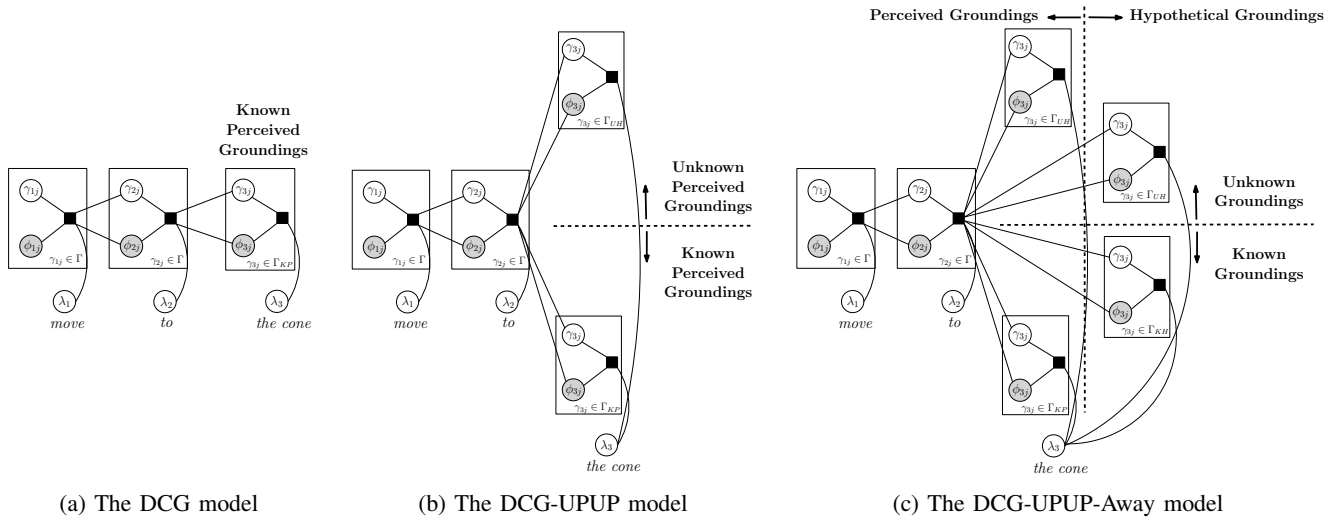 Known
Perceived
Groundings
γ1j
ϕ1j
γ1j ∈ Γ
γ2j
ϕ2j
γ2j ∈ Γ
γ3j
ϕ3j
γ3j ∈ ΓKP
λ1
move
λ2
to
λ3
the cone
(a) The DCG model
γ3j
ϕ3j
γ3j ∈ ΓUH
γ1j
ϕ1j
γ1j ∈ Γ
γ2j
ϕ2j
γ2j ∈ Γ
Unknown
Perceived
Groundings
Known
Perceived
Groundings
λ1
move
λ2
to
γ3j
ϕ3j
γ3j ∈ ΓKP
λ3
the cone
(b) The DCG-UPUP model
Perceived Groundings
Hypothetical Groundings
γ3j
ϕ3j
γ3j ∈ ΓUH
γ3j
ϕ3j
γ3j ∈ ΓUH
γ1j
ϕ1j
γ1j ∈ Γ
γ2j
ϕ2j
γ2j ∈ Γ
Unknown
Groundings
Known
Groundings
γ3j
ϕ3j
γ3j ∈ ΓKH
λ1
move
λ2
to
γ3j
ϕ3j
γ3j ∈ ΓKP
λ3
the cone
(c) The DCG-UPUP-Away model